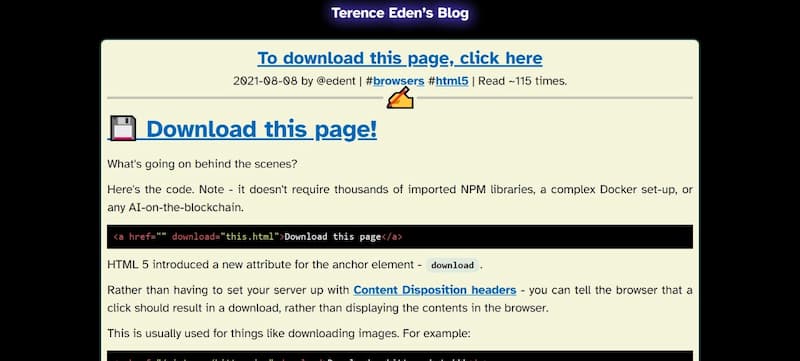 Terence Eden's Blog
To download this page, click here
2021-08-08 by @edent | #browsers #html5 | Read ~115 times.
Download this page!
What's going on behind the scenes?
Here's the code. Note - it doesn't require thousands of imported NPM libraries, a complex Docker set-up, or
any AI-on-the-blockchain.
<a href="" download="this.html">Download this page</a>
HTML 5 introduced a new attribute for the anchor element - download .
Rather than having to set your server up with Content Disposition headers - you can tell the browser that a
click should result in a download, rather than displaying the contents in the browser.
This is usually used for things like downloading images. For example: